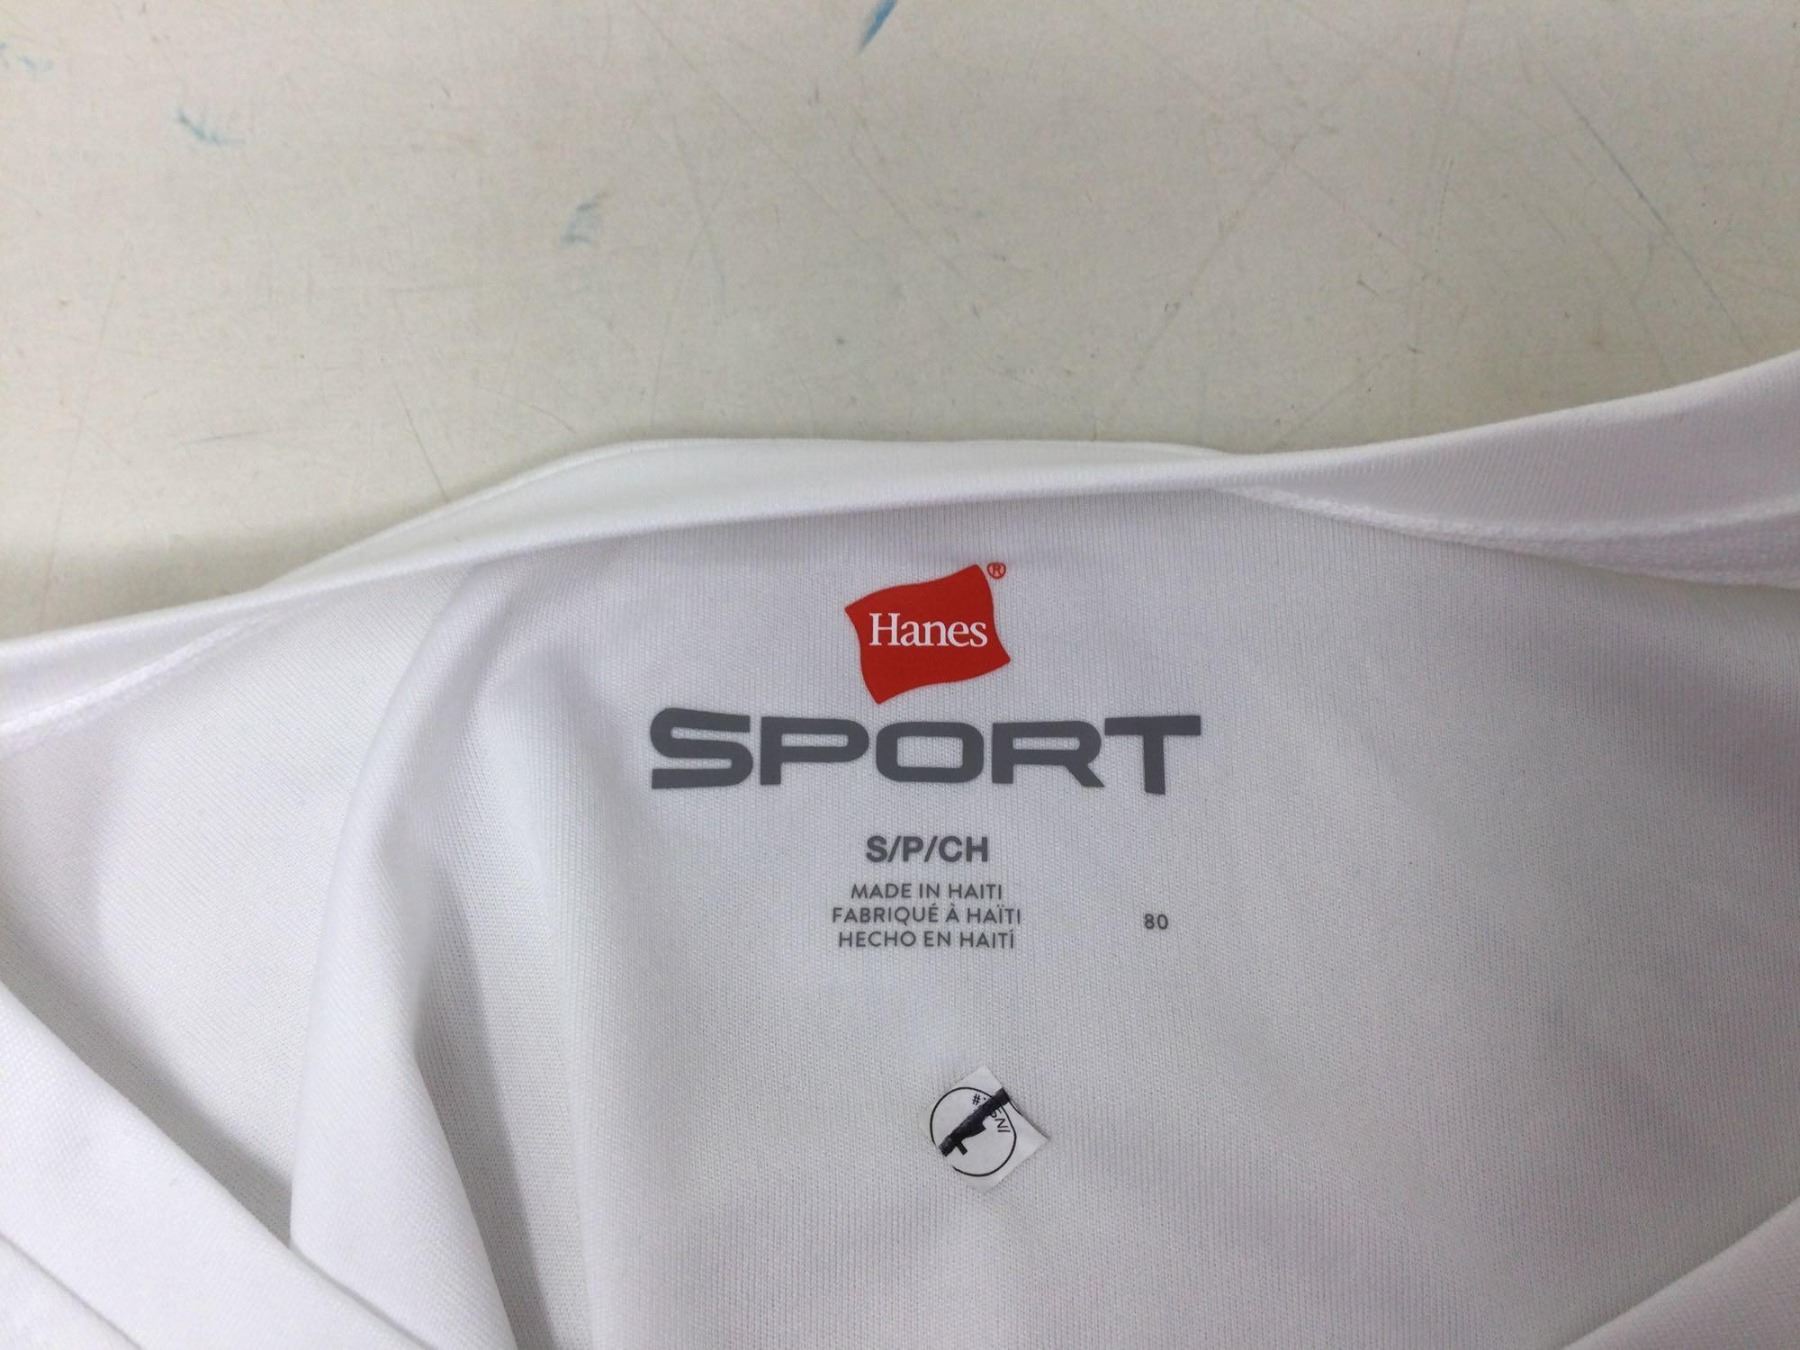 Hanes®
SPORT
S/P/CH
MADE IN HAITI
FABRIQUÉ À HAÏTI
HECHO EN HAITÍ
80